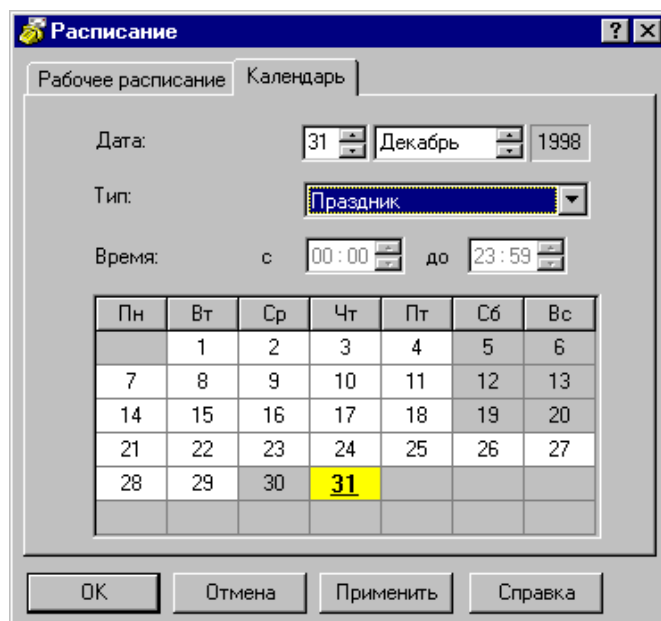 Расписание
Рабочее расписание Календарь
Дата: 31 Декабрь 1998
Тип: Праздник
Время: с 00:00 до 23:59
Пн Вт Ср Чт Пт Сб Вс
1 2 3 4 5 6
7 8 9 10 11 12 13
14 15 16 17 18 19 20
21 22 23 24 25 26 27
28 29 30 31
OK Отмена Применить Справка